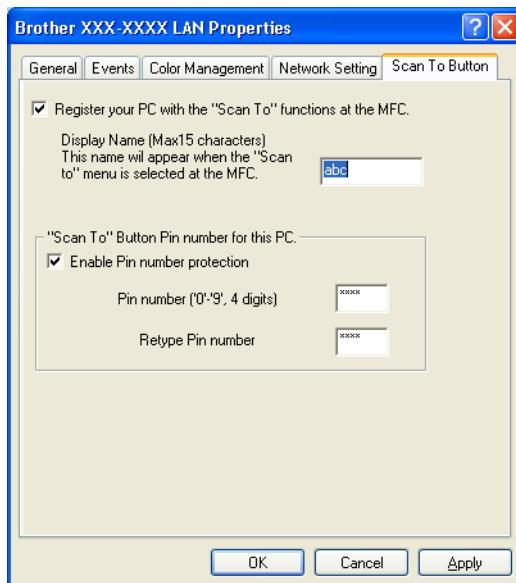 Brother XXX-XXXX LAN Properties
General Events Color Management Network Setting Scan To Button
Register your PC with the "Scan To" functions at the MFC.
Display Name (Max15 characters)
This name will appear when the "Scan
to" menu is selected at the MFC.
abc
"Scan To" Button Pin number for this PC.
Enable Pin number protection
Pin number ('0'-'9', 4 digits)
xxxx
Retype Pin number
xxxx
OK Cancel Apply